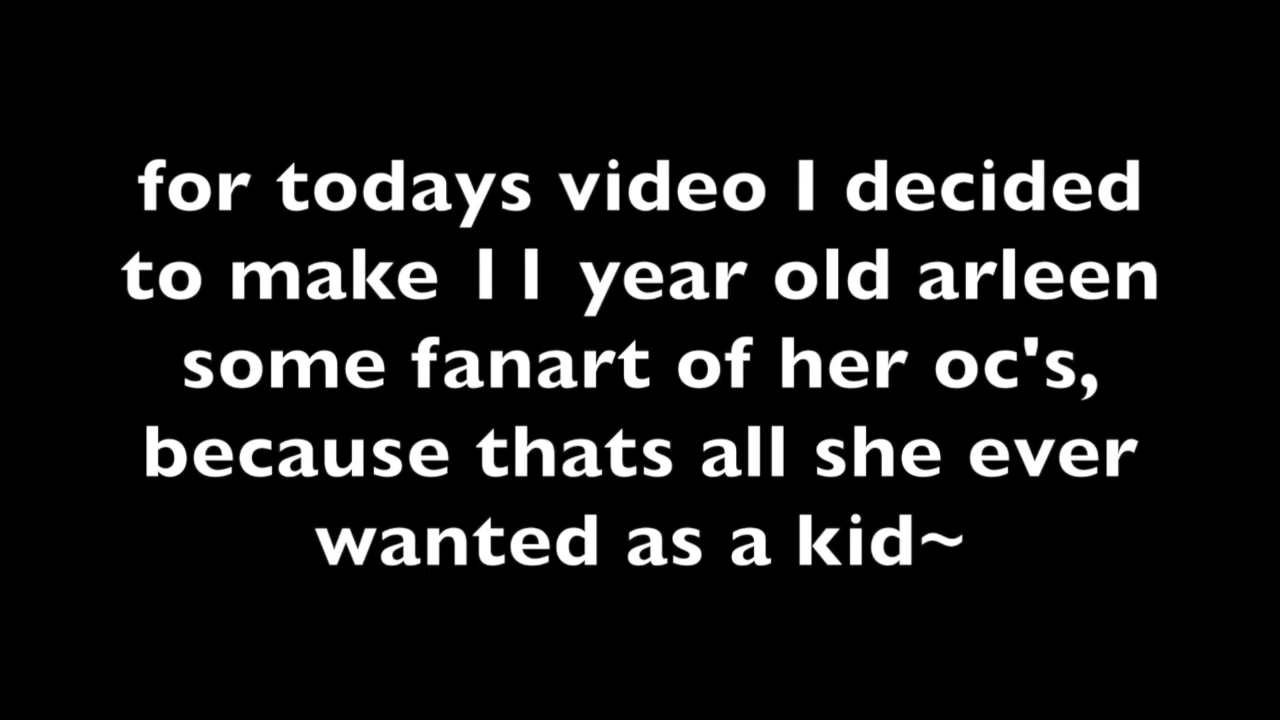 for todays video I decided
to make 11 year old arleen
some fanart of her oc's,
because thats all she ever
wanted as a kid~